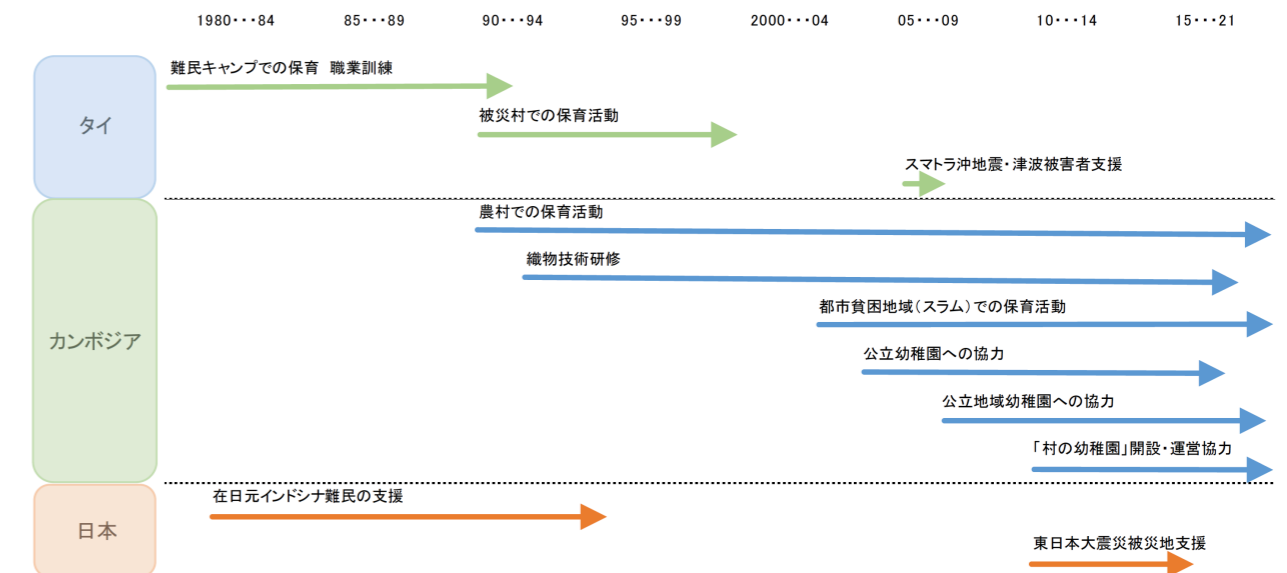 1980・・・84 85・・・89 90・・・94 95・・・99 2000・・・04 05・・・09 10・・・14 15・・・21
タイ
難民キャンプでの保育 職業訓練
被災村での保育活動
スマトラ沖地震・津波被害者支援
カンボジア
農村での保育活動
織物技術研修
都市貧困地域（スラム）での保育活動
公立幼稚園への協力
公立地域幼稚園への協力
「村の幼稚園」開設・運営協力
日本
在日元インドシナ難民の支援
東日本大震災被災地支援